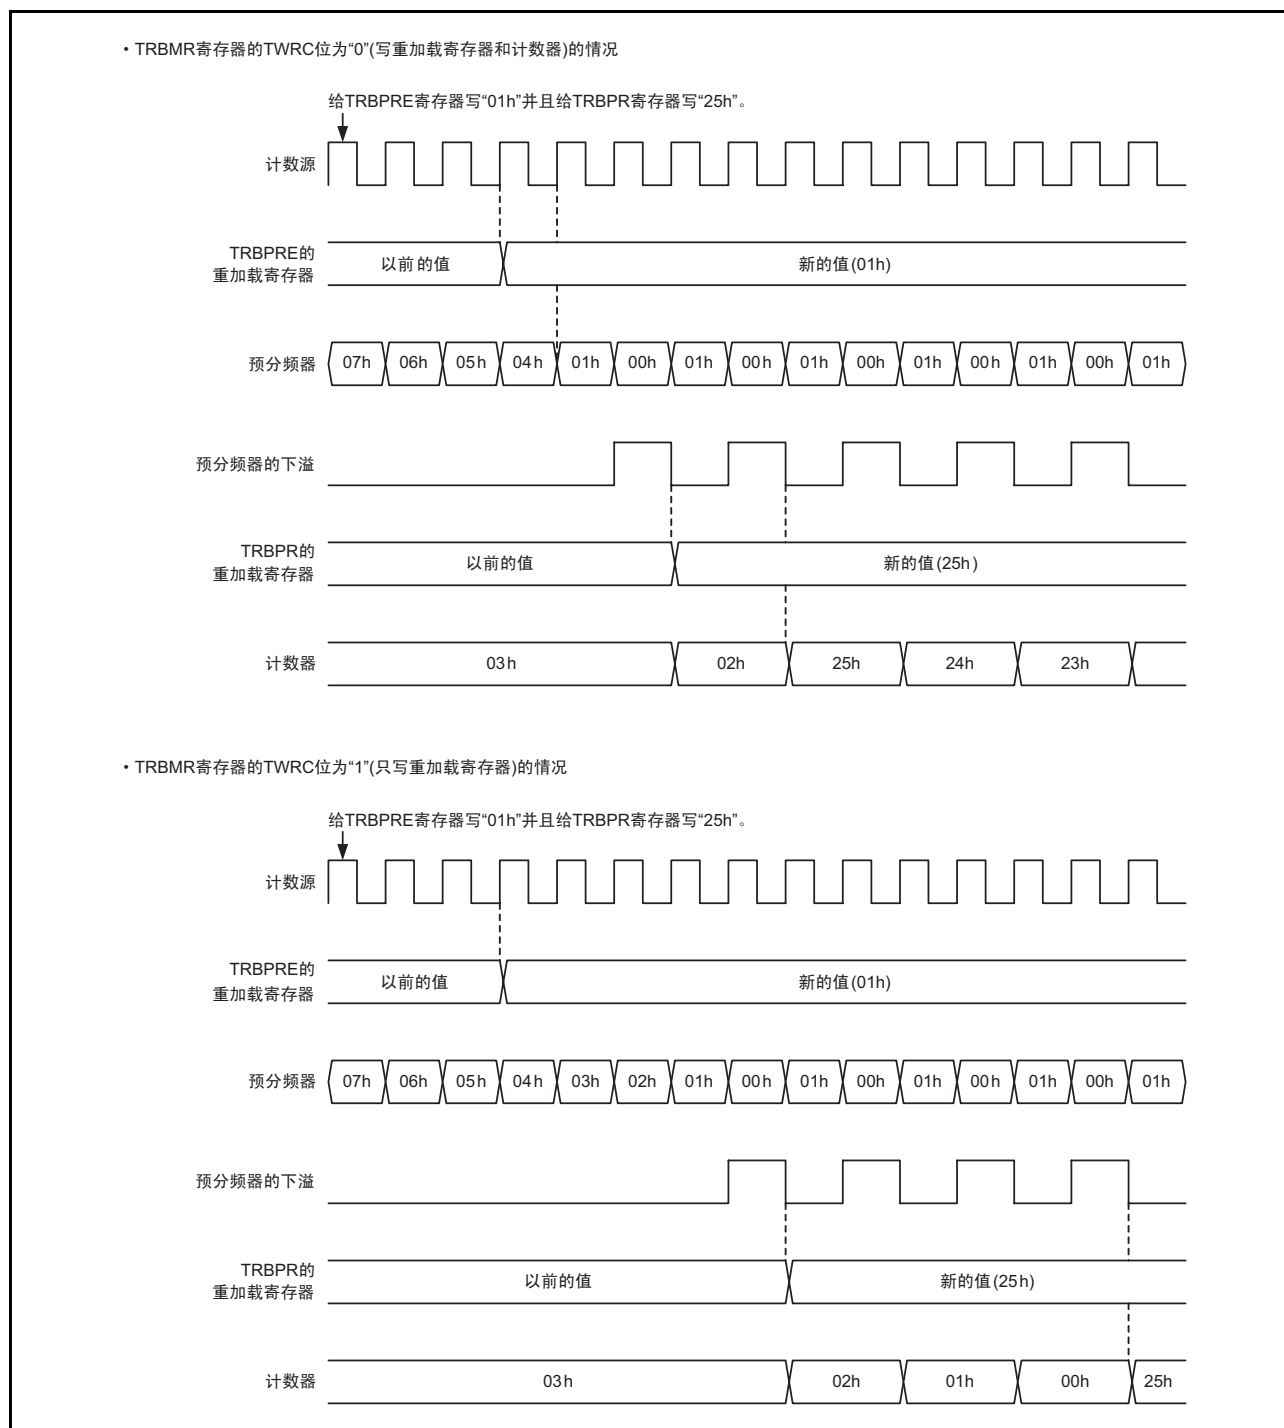 ・TRBMR寄存器的TWRC位为“0”(写重加载寄存器和计数器)的情况
给TRBPRE寄存器写“01h”并且给TRBPR寄存器写“25h”。
计数源
TRBPRE的
重加载寄存器
以前的值 新的值(01h)
预分频器 07h 06h 05h 04h 01h 00h 01h 00h 01h 00h 01h 00h 01h 00h 01h
预分频器的下溢
TRBPR的
重加载寄存器
以前的值 新的值(25h)
计数器 03h 02h 25h 24h 23h
・TRBMR寄存器的TWRC位为“1”(只写重加载寄存器)的情况
给TRBPRE寄存器写“01h”并且给TRBPR寄存器写“25h”。
计数源
TRBPRE的
重加载寄存器
以前的值 新的值(01h)
预分频器 07h 06h 05h 04h 03h 02h 01h 00h 01h 00h 01h 00h 01h 00h 01h
预分频器的下溢
TRBPR的
重加载寄存器
以前的值 新的值(25h)
计数器 03h 02h 01h 00h 25h